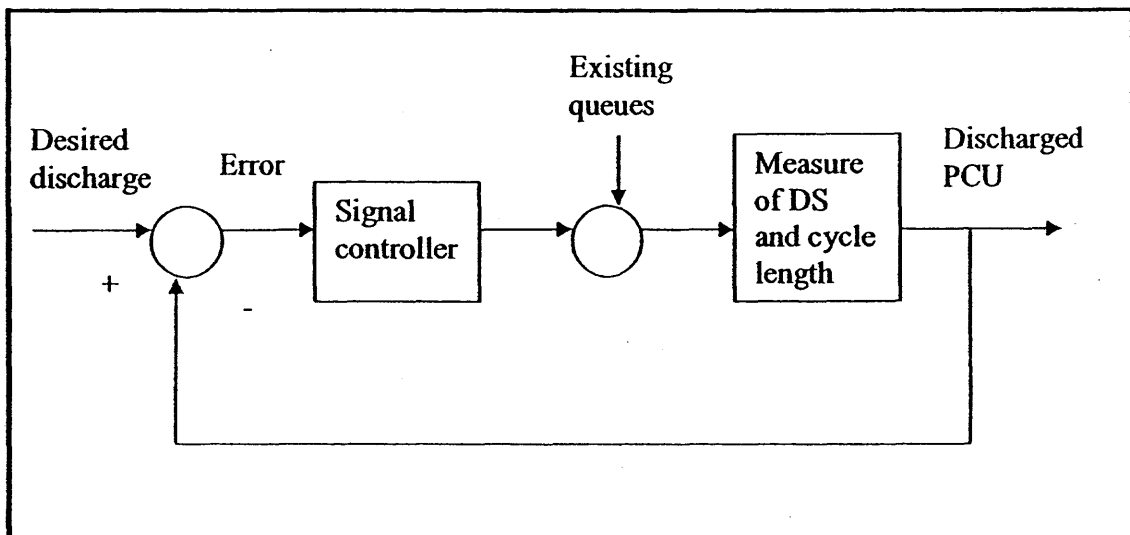 Existing
queues
Desired
discharge
Error
Signal
controller
Measure
of DS
and cycle
length
Discharged
PCU
+
-